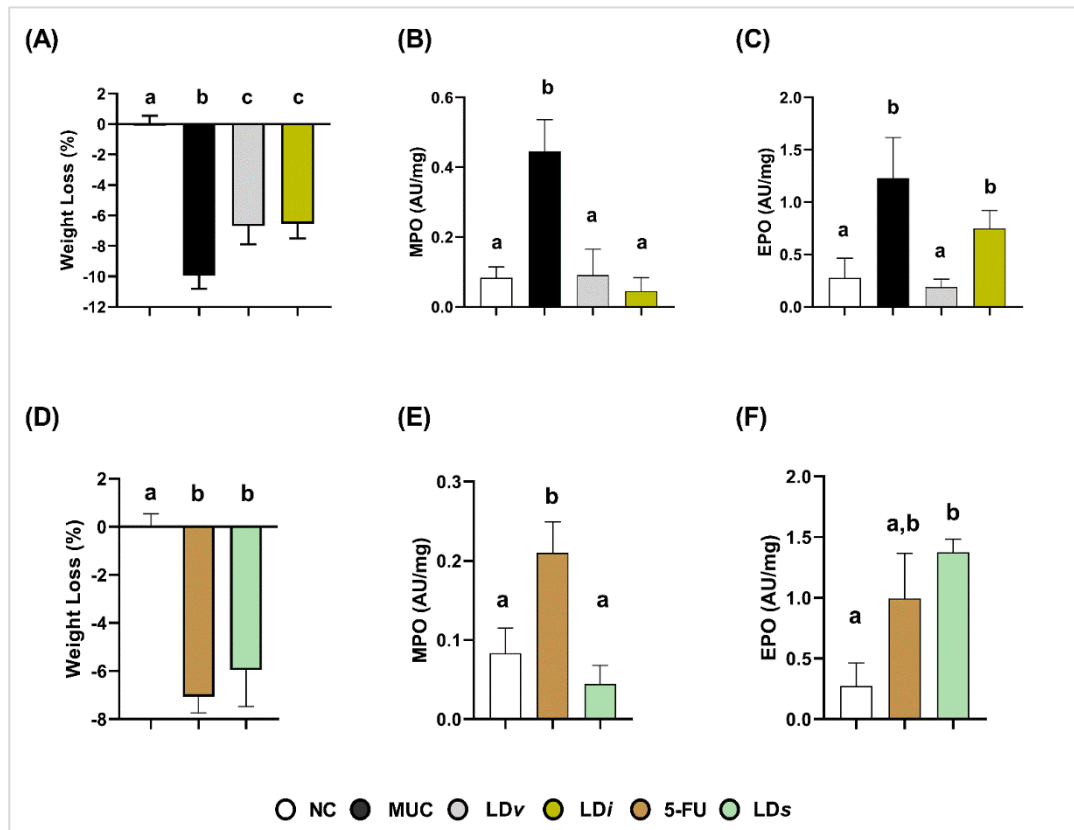 (A)
(B)
(C)
Weight Loss (%)
2
0
-2
-4
-6
-8
-10
-12
a b c c
MPO (AU/mg)
0.6
0.4
0.2
0.0
a b a a
EPO (AU/mg)
2.0
1.5
1.0
0.5
0.0
a b a b
(D)
(E)
(F)
Weight Loss (%)
2
0
-2
-4
-6
-8
a b b
MPO (AU/mg)
0.3
0.2
0.1
0.0
a b a
EPO (AU/mg)
2.0
1.5
1.0
0.5
0.0
a a,b b
NC MUC LDv LDi 5-FU LDs